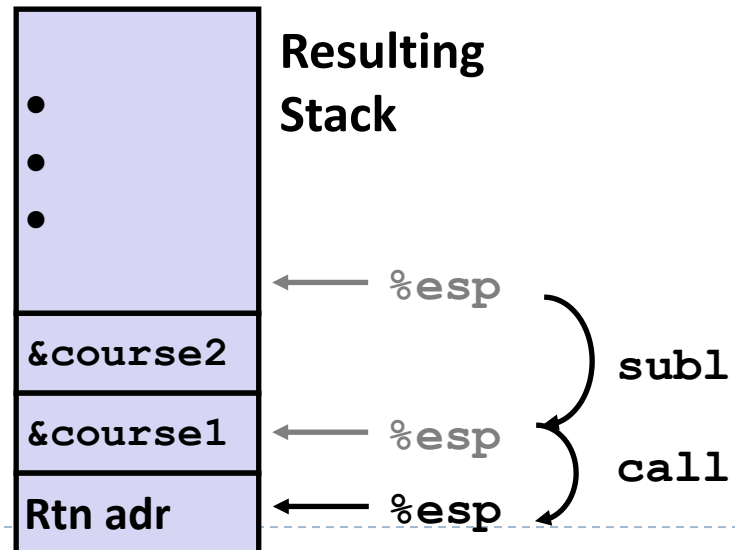 Resulting
Stack
•
•
•
%esp
&course2
subl
&course1
%esp
call
Rtn adr
%esp